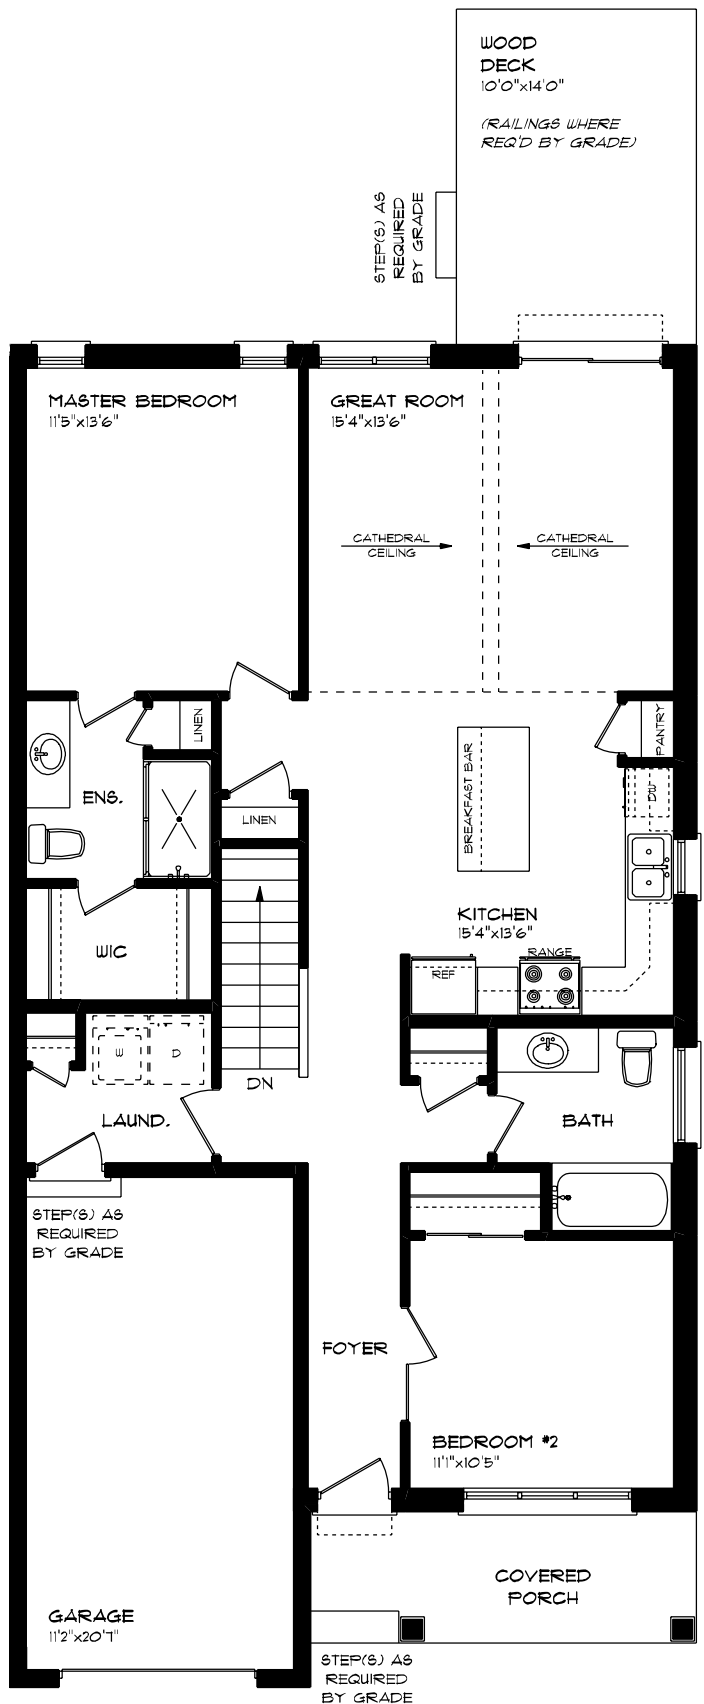 WOOD
DECK
10'0"x14'0"
(RAILINGS WHERE
REQ'D BY GRADE)
STEP(S) AS
REQUIRED
BY GRADE
MASTER BEDROOM
11'5"x13'6"
GREAT ROOM
15'4"x13'6"
CATHEDRAL
CEILING
CATHEDRAL
CEILING
LINEN
PANTRY
ENS.
LINEN
BREAKFAST BAR
DW
KITCHEN
15'4"x13'6"
WIC
RANGE
REF
W
D
DN
LAUND.
BATH
STEP(S) AS
REQUIRED
BY GRADE
FOYER
BEDROOM #2
11'1"x10'5"
COVERED
PORCH
GARAGE
11'2"x20'7"
STEP(S) AS
REQUIRED
BY GRADE